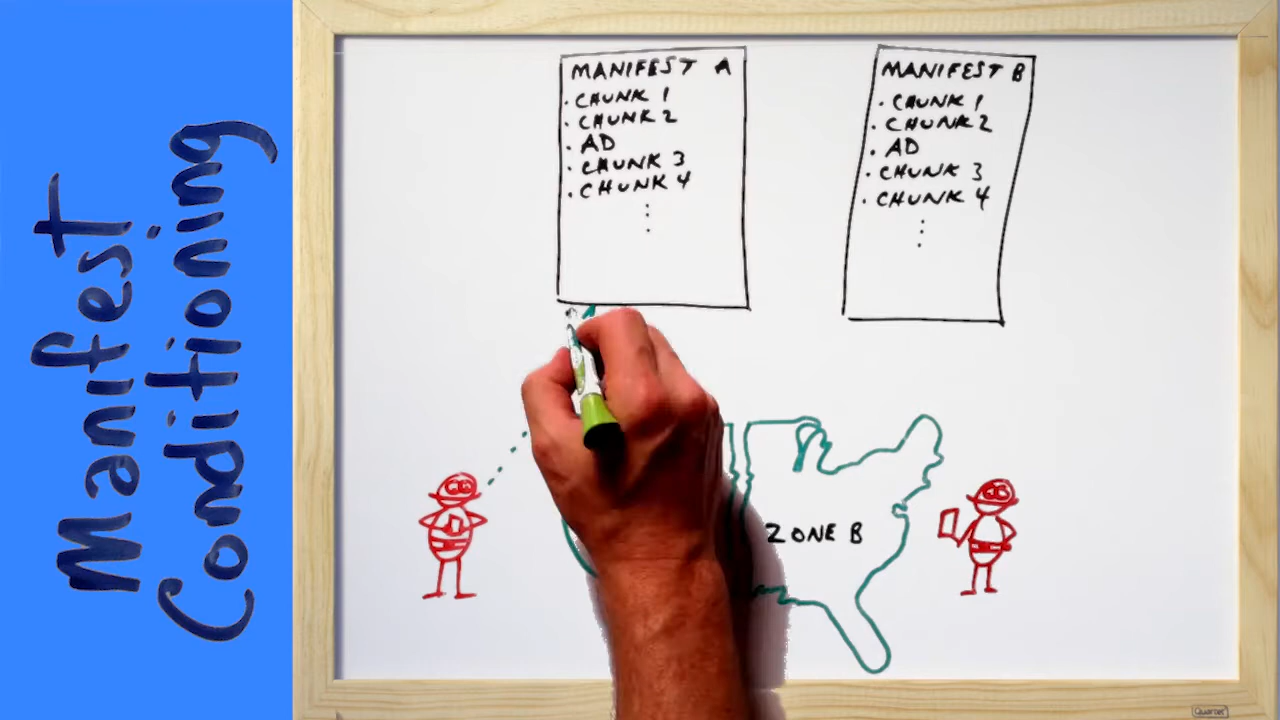 Manifest
Conditioning
MANIFEST A
• CHUNK 1
• CHUNK 2
• AD
• CHUNK 3
• CHUNK 4
⋮
MANIFEST B
• CHUNK 1
• CHUNK 2
• AD
• CHUNK 3
• CHUNK 4
⋮
ZONE B
Quartet